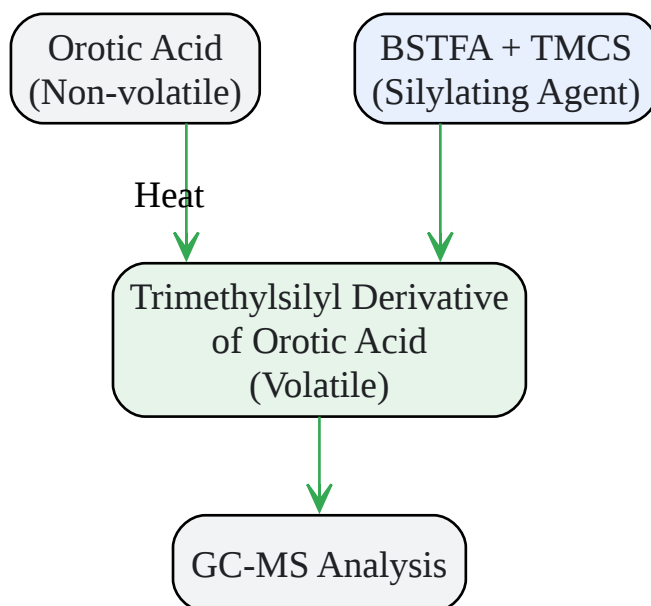 Orotic Acid
(Non-volatile)
BSTFA + TMCS
(Silylating Agent)
Heat
Trimethylsilyl Derivative
of Orotic Acid
(Volatile)
GC-MS Analysis